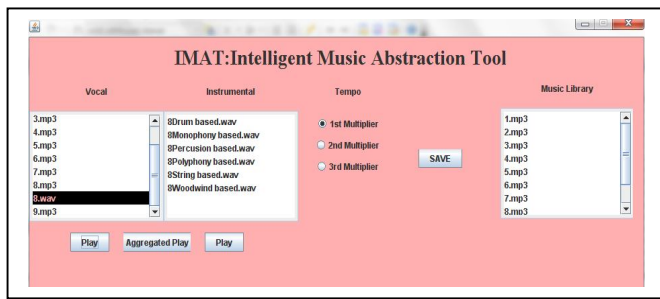 IMAT:Intelligent Music Abstraction Tool
Vocal
Instrumental
Tempo
Music Library
3.mp3
4.mp3
5.mp3
6.mp3
7.mp3
8.mp3
8.wav
9.mp3
8Drum based.wav
8Monophony based.wav
8Percusion based.wav
8Polyphony based.wav
8String based.wav
8Woodwind based.wav
1st Multiplier
2nd Multiplier
3rd Multiplier
SAVE
1.mp3
2.mp3
3.mp3
4.mp3
5.mp3
6.mp3
7.mp3
8.mp3
Play
Aggregated Play
Play